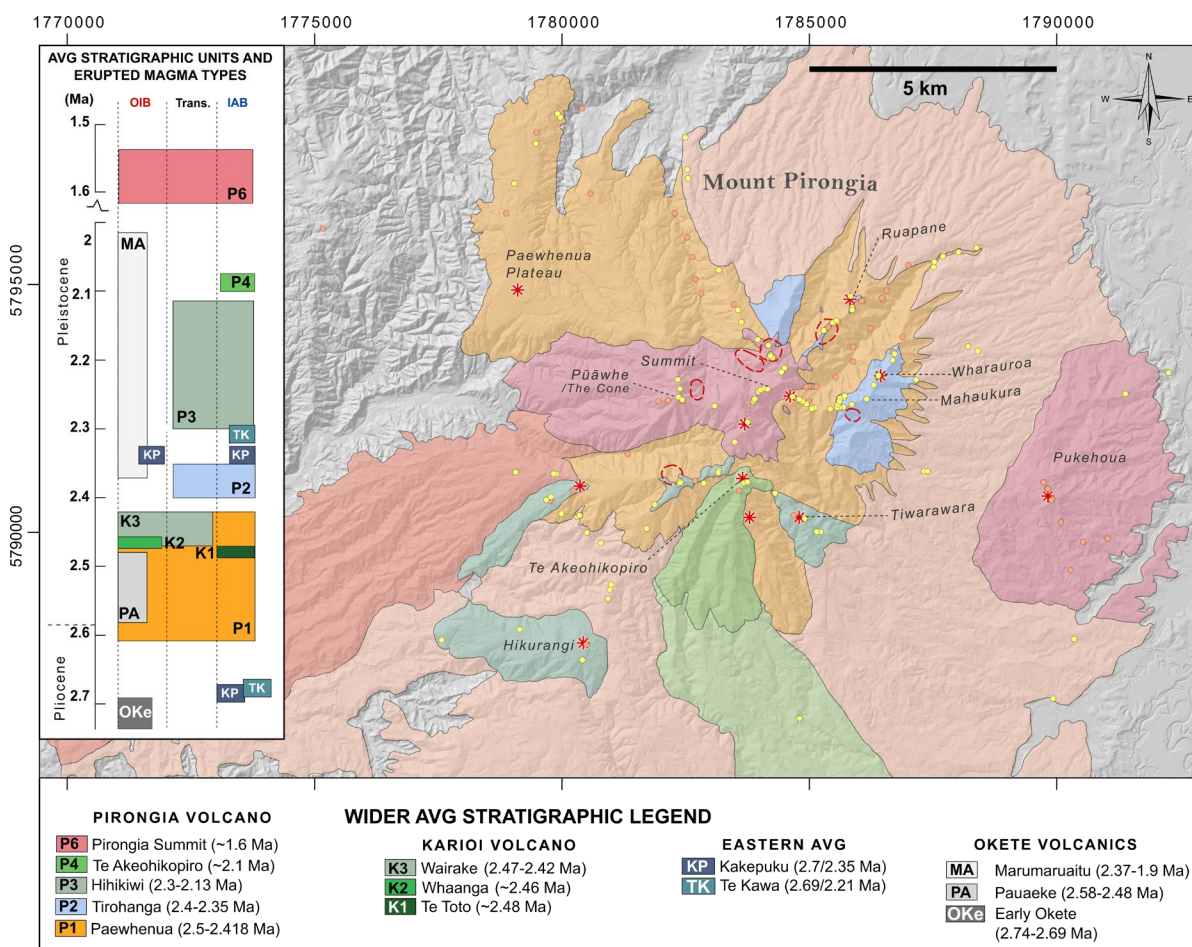 1770000 1775000 1780000 1785000 1790000
5795000
5790000
AVG STRATIGRAPHIC UNITS AND
ERUPTED MAGMA TYPES
(Ma) OIB Trans. IAB
1.5
1.6
2
2.1
2.2
2.3
2.4
2.5
2.6
2.7
Pleistocene
Pliocene
P6
MA
P4
P3
TK
KP KP
P2
K3
K2
K1
PA
P1
KP TK
OKe
5 km
N
W E
S
Mount Pirongia
Ruapane
Paewhenua
Plateau
Summit
Pūāwhe
/The Cone
Wharauroa
Mahaukura
Pukehoua
Tiwarawara
Te Akeohikopiro
Hikurangi
WIDER AVG STRATIGRAPHIC LEGEND
PIRONGIA VOLCANO
P6 Pirongia Summit (~1.6 Ma)
P4 Te Akeohikopiro (~2.1 Ma)
P3 Hihikiwi (2.3-2.13 Ma)
P2 Tirohanga (2.4-2.35 Ma)
P1 Paewhenua (2.5-2.418 Ma)
KARIOI VOLCANO
K3 Wairake (2.47-2.42 Ma)
K2 Whaanga (~2.46 Ma)
K1 Te Toto (~2.48 Ma)
EASTERN AVG
KP Kakepuku (2.7/2.35 Ma)
TK Te Kawa (2.69/2.21 Ma)
OKETE VOLCANICS
MA Marumaruaitu (2.37-1.9 Ma)
PA Pauaeke (2.58-2.48 Ma)
OKe Early Okete
(2.74-2.69 Ma)